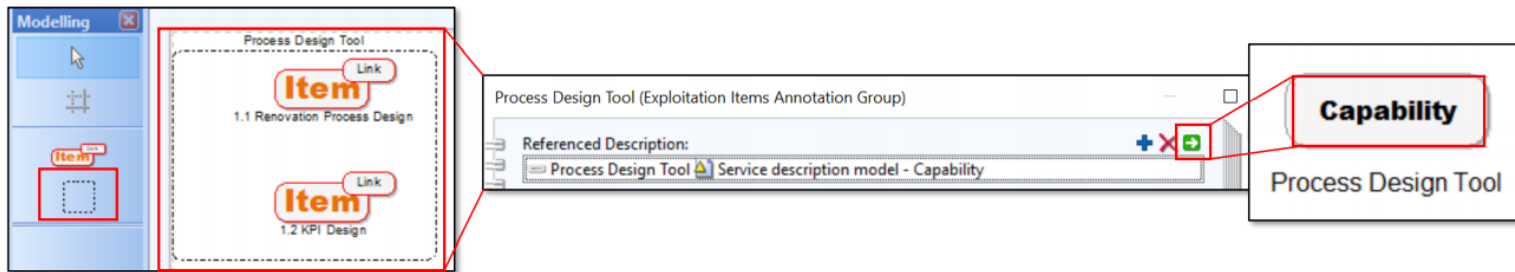 Modelling
Item
Link
Process Design Tool
Item
Link
1.1 Renovation Process Design
Item
Link
1.2 KPI Design
Process Design Tool (Exploitation Items Annotation Group)
Referenced Description:
Process Design Tool Service description model - Capability
Capability
Process Design Tool